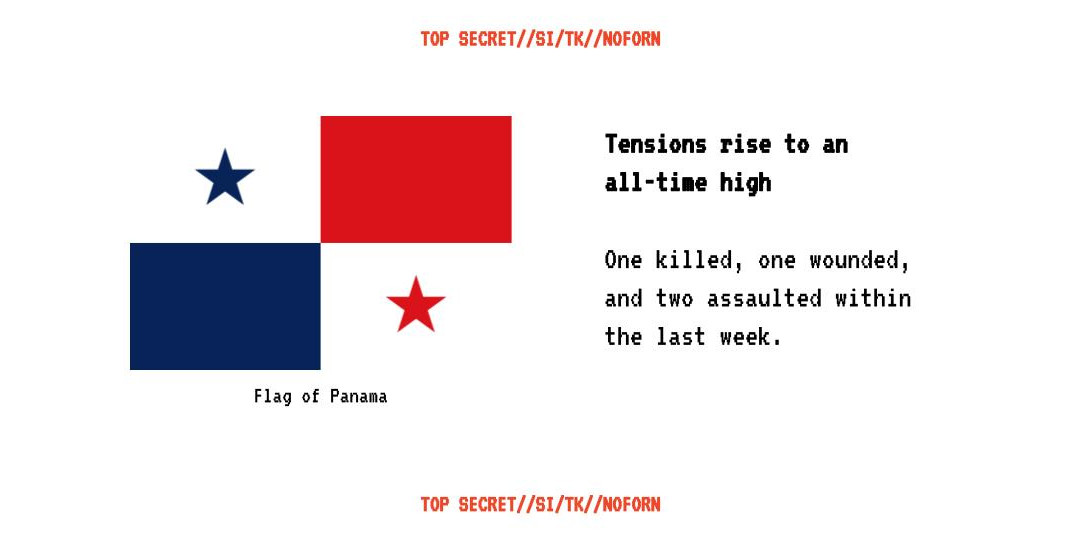 TOP SECRET//SI/TK//NOFORN
Tensions rise to an
all-time high
One killed, one wounded,
and two assaulted within
the last week.
Flag of Panama
TOP SECRET//SI/TK//NOFORN